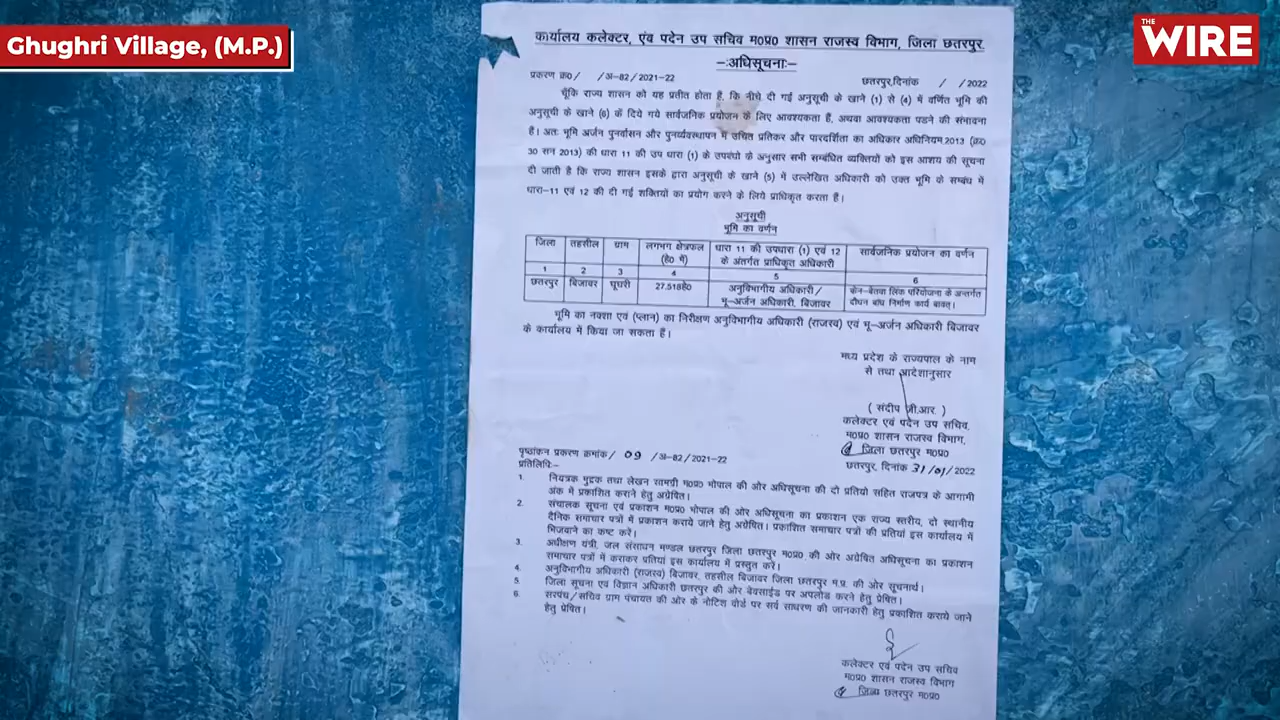 Ghughri Village, (M.P.)
THE
WIRE
कार्यालय कलेक्टर, एंव पदेन उप सचिव म0प्र0 शासन राजस्व विभाग, जिला छतरपुर
-:अधिसूचना:-
प्रकरण क्र0/ /अ-82/2021-22
छतरपुर,दिनांक / /2022
चूँकि राज्य शासन को यह प्रतीत होता है, कि नीचे दी गई अनुसूची के खाने (1) से (4) में वर्णित भूमि की
अनुसूची के खाने (6) के दिये गये सार्वजनिक प्रयोजन के लिए आवश्यकता हैं, अथवा आवश्यकता पडने की संभावना
है। अतः भूमि अर्जन पुनर्वासन और पुनर्व्यवस्थापन में उचित प्रतिकर और पारदर्शिता का अधिकार अधिनियम,2013 (क्र0
30 सन 2013) की धारा 11 की उप धारा (1) के उपबंधो के अनुसार सभी सम्बंधित व्यक्तियों को इस आशय की सूचना
दी जाती है कि राज्य शासन इसके द्वारा अनुसूची के खाने (5) में उल्लेखित अधिकारी को उक्त भूमि के सम्बंध में
धारा-11 एवं 12 की दी गई शक्तियों का प्रयोग करने के लिये प्राधिकृत करता हैं।
अनुसूची
भूमि का वर्णन
जिला तहसील ग्राम लगभग क्षेत्रफल (है0 में) धारा 11 की उपधारा (1) एवं 12 के अंतर्गत प्राधिकृत अधिकारी सार्वजनिक प्रयोजन का वर्णन
1 2 3 4 5 6
छतरपुर बिजावर घूघरी 27.518है0 अनुविभागीय अधिकारी/ भू-अर्जन अधिकारी, बिजावर केन-बेतवा लिंक परियोजना के अन्तर्गत दौधन बांध निर्माण कार्य बावत्।
भूमि का नक्शा एवं (प्लान) का निरीक्षण अनुविभागीय अधिकारी (राजस्व) एवं भू-अर्जन अधिकारी बिजावर
के कार्यालय में किया जा सकता हैं।
मध्य प्रदेश के राज्यपाल के नाम
से तथा आदेशानुसार
( संदीप जी.आर. )
कलेक्टर एवं पदेन उप सचिव,
म0प्र0 शासन राजस्व विभाग,
जिला छतरपुर म0प्र0
पृष्ठांकन प्रकरण क्रमांक/ 09 /अ-82/2021-22
छतरपुर, दिनांक 31/01/2022
प्रतिलिपि:-
1. नियत्रक मुद्रक तथा लेखन सामग्री म0प्र0 भोपाल की और अधिसूचना की दो प्रतियो सहित राजपत्र के आगामी
अंक में प्रकाशित कराने हेतु अग्रेषित।
2. संचालक सूचना एवं प्रकाशन म0प्र0 भोपाल की ओर अधिसूचना का प्रकाशन एक राज्य स्तरीय, दो स्थानीय
दैनिक समाचार पत्रों में प्रकाशन कराये जाने हेतु अग्रेषित। प्रकाशित समाचार पत्रों की प्रतियां इस कार्यालय में
भिजवाने का कष्ट करें।
3. अधीक्षण यंत्री, जल संसाधन मण्डल छतरपुर जिला छतरपुर म0प्र0 की ओर अग्रेषित अधिसूचना का प्रकाशन
समाचार पत्रों में कराकर प्रतियां इस कार्यालय में प्रस्तुत करें।
4. अनुविभागीय अधिकारी (राजस्व) बिजावर, तहसील बिजावर जिला छतरपुर म.प्र. की ओर सूचनार्थ।
5. जिला सूचना एवं विज्ञान अधिकारी छतरपुर की ओर बेवसाईड पर अपलोड करने हेतु प्रेषित।
6. सरपंच/सचिव ग्राम पंचायत की ओर के नोटिश वोर्ड पर सर्व साधरण की जानकारी हेतु प्रकाशित कराये जाने
हेतु प्रेषित।
कलेक्टर एवं पदेन उप सचिव
म0प्र0 शासन राजस्व विभाग
जिला छतरपुर म0प्र0